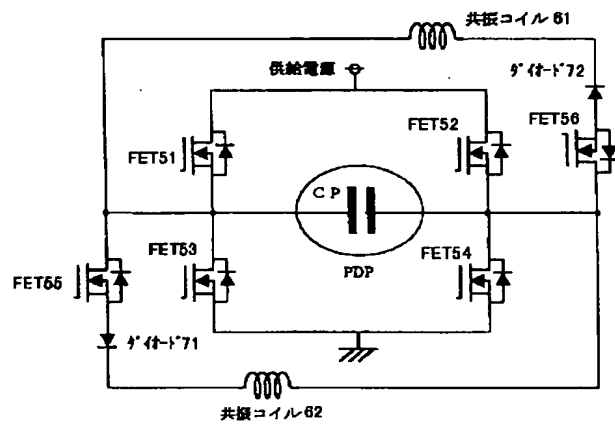 共振コイル61
供給電源
ダイオード72
FET52
FET56
FET51
CP
FET53
FET54
PDP
FET55
ダイオード71
共振コイル62